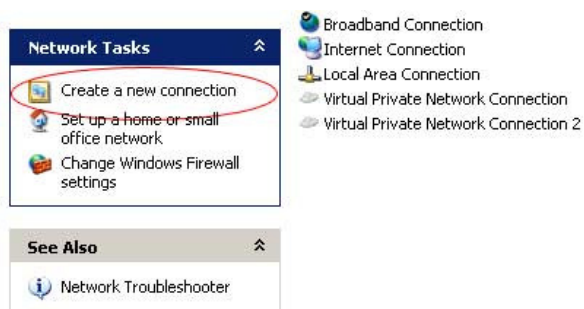 Network Tasks
Create a new connection
Set up a home or small
office network
Change Windows Firewall
settings
See Also
Network Troubleshooter
Broadband Connection
Internet Connection
Local Area Connection
Virtual Private Network Connection
Virtual Private Network Connection 2